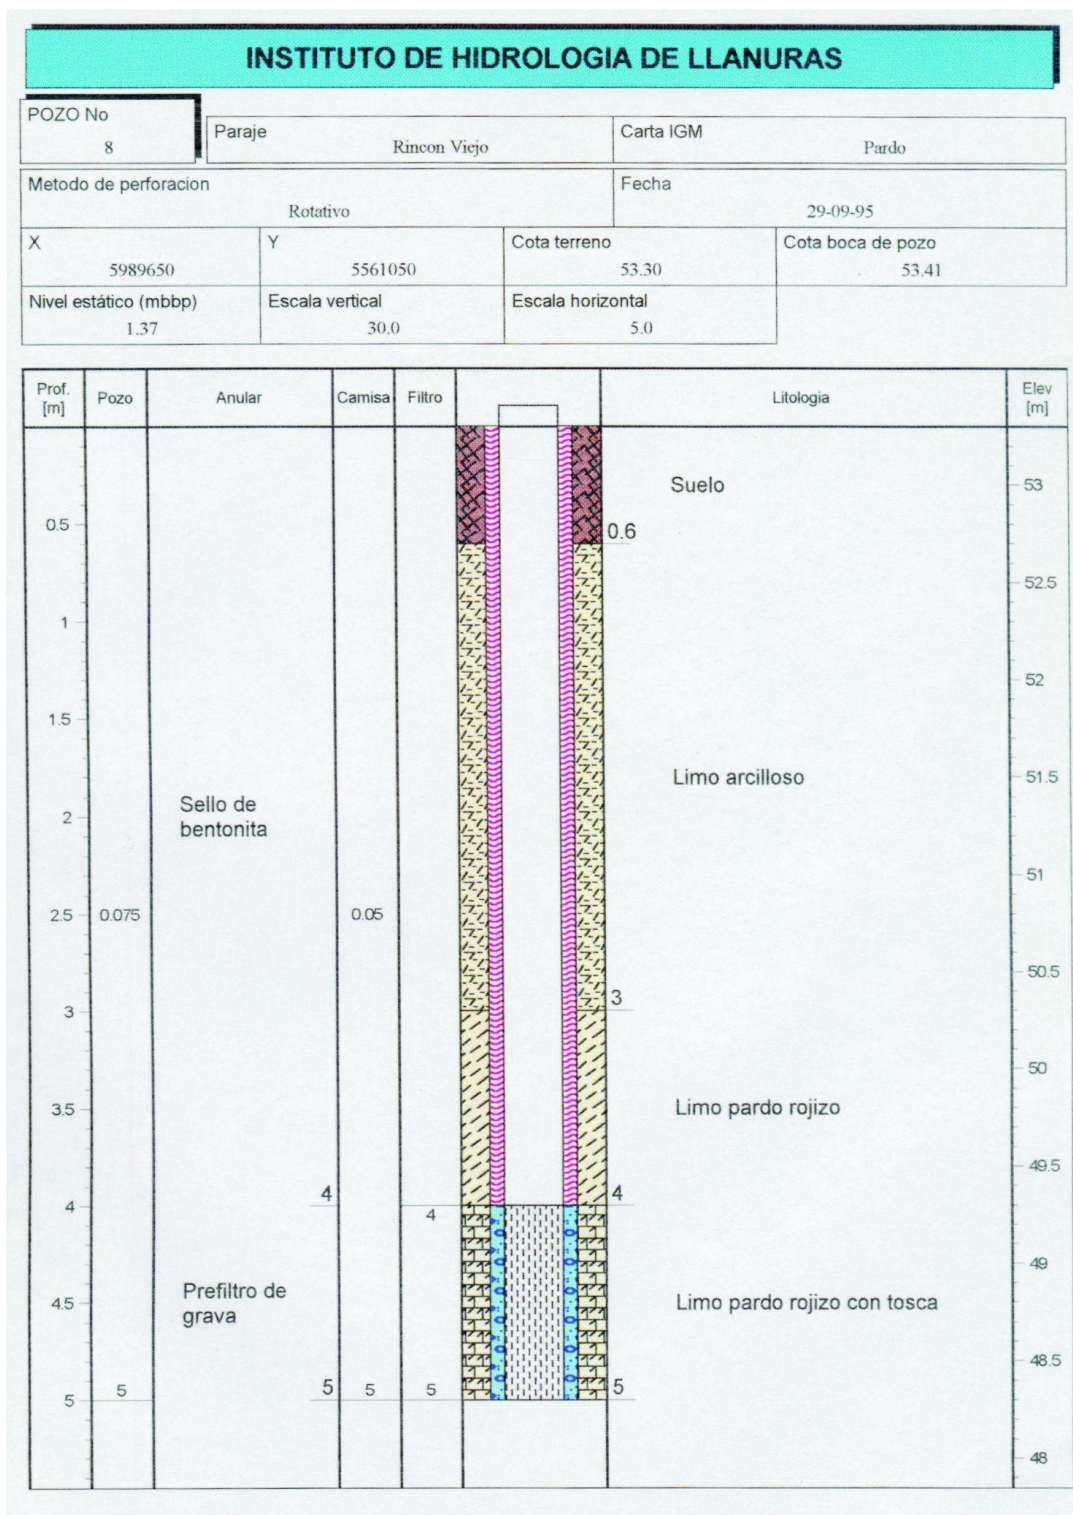 INSTITUTO DE HIDROLOGIA DE LLANURAS
POZO No
8
Paraje
Rincon Viejo
Carta IGM
Pardo
Metodo de perforacion
Rotativo
Fecha
29-09-95
X
5989650
Y
5561050
Cota terreno
53.30
Cota boca de pozo
53.41
Nivel estático (mbbp)
1.37
Escala vertical
30.0
Escala horizontal
5.0
Prof.
[m]
Pozo
Anular
Camisa
Filtro
Litologia
Elev
[m]
Suelo
53
0.5
0.6
52.5
1
52
1.5
Limo arcilloso
51.5
Sello de
bentonita
2
51
2.5
0.075
0.05
50.5
3
3
50
3.5
Limo pardo rojizo
49.5
4
4
4
4
49
Prefiltro de
grava
4.5
Limo pardo rojizo con tosca
48.5
5
5
5
5
5
5
48